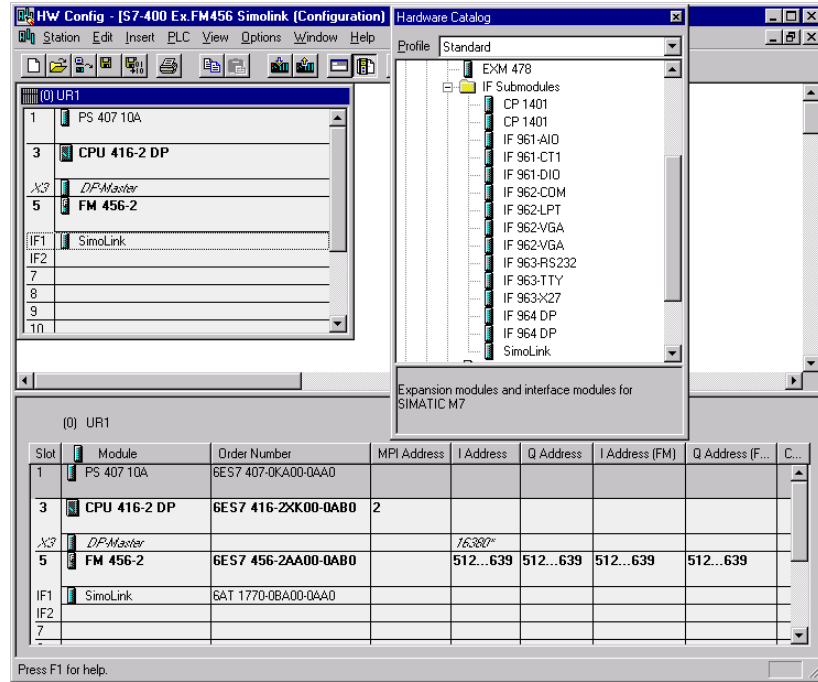 HW Config - [S7-400 Ex.FM456 Simolink (Configuration)
Station Edit Insert PLC View Options Window Help
(0) UR1
1 PS 407 10A
3 CPU 416-2 DP
X3 DP-Master
5 FM 456-2
IF1 SimoLink
IF2
7
8
9
10
Hardware Catalog
Profile Standard
EXM 478
IF Submodules
CP 1401
CP 1401
IF 961-AIO
IF 961-CT1
IF 961-DIO
IF 962-COM
IF 962-LPT
IF 962-VGA
IF 962-VGA
IF 963-RS232
IF 963-TTY
IF 963-X27
IF 964 DP
IF 964 DP
SimoLink
Expansion modules and interface modules for
SIMATIC M7
(0) UR1
Slot Module Order Number MPI Address I Address Q Address I Address (FM) Q Address (F... C...
1 PS 407 10A 6ES7 407-0KA00-0AA0
3 CPU 416-2 DP 6ES7 416-2XK00-0AB0 2
X3 DP-Master 16380*
5 FM 456-2 6ES7 456-2AA00-0AB0 512...639 512...639 512...639 512...639
IF1 SimoLink 6AT 1770-0BA00-0AA0
IF2
7
Press F1 for help.